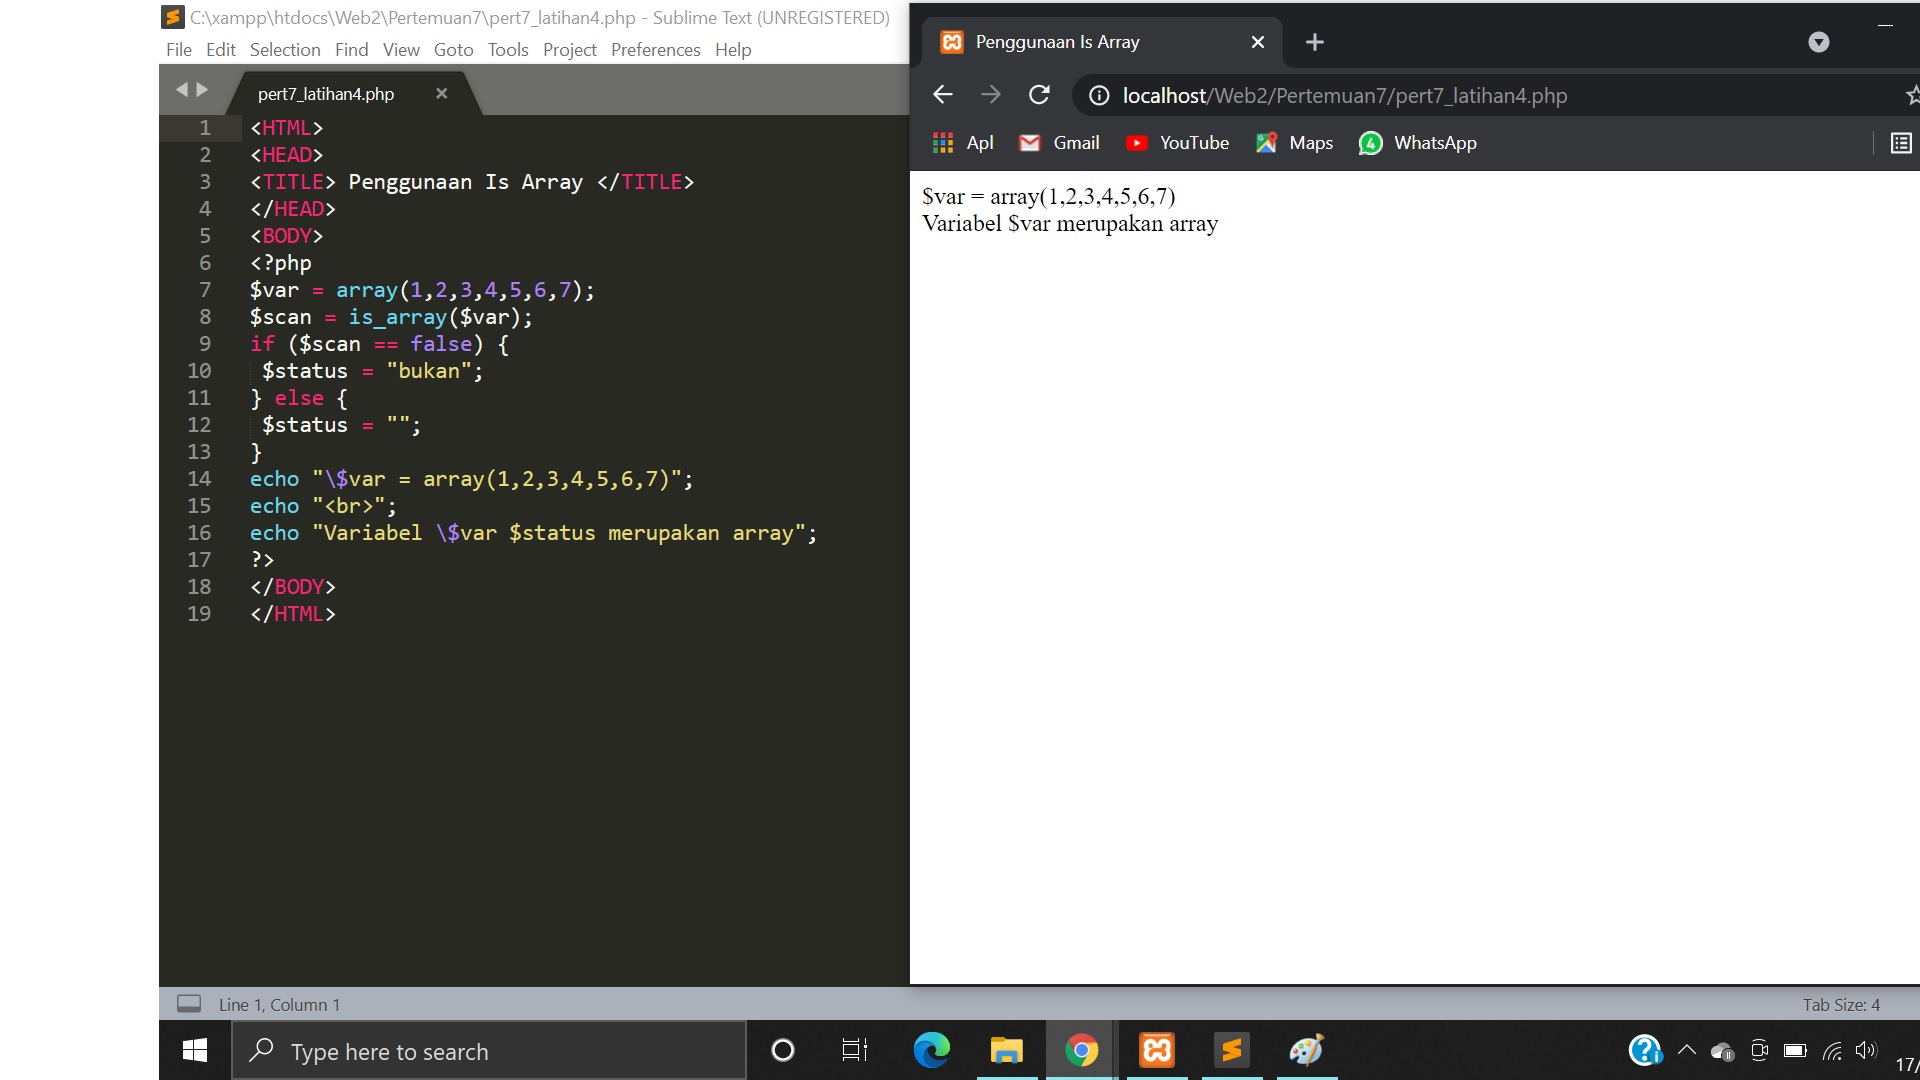 C:\xampp\htdocs\Web2\Pertemuan7\pert7_latihan4.php - Sublime Text (UNREGISTERED)
File Edit Selection Find View Goto Tools Project Preferences Help
pert7_latihan4.php
1 <HTML>
2 <HEAD>
3 <TITLE> Penggunaan Is Array </TITLE>
4 </HEAD>
5 <BODY>
6 <?php
7 $var = array(1,2,3,4,5,6,7);
8 $scan = is_array($var);
9 if ($scan == false) {
10 $status = "bukan";
11 } else {
12 $status = "";
13 }
14 echo "\$var = array(1,2,3,4,5,6,7)";
15 echo "<br>";
16 echo "Variabel \$var $status merupakan array";
17 ?>
18 </BODY>
19 </HTML>
Penggunaan Is Array
localhost/Web2/Pertemuan7/pert7_latihan4.php
Apl Gmail YouTube Maps 4 WhatsApp
$var = array(1,2,3,4,5,6,7)
Variabel $var merupakan array
Line 1, Column 1
Tab Size: 4
Type here to search
17/